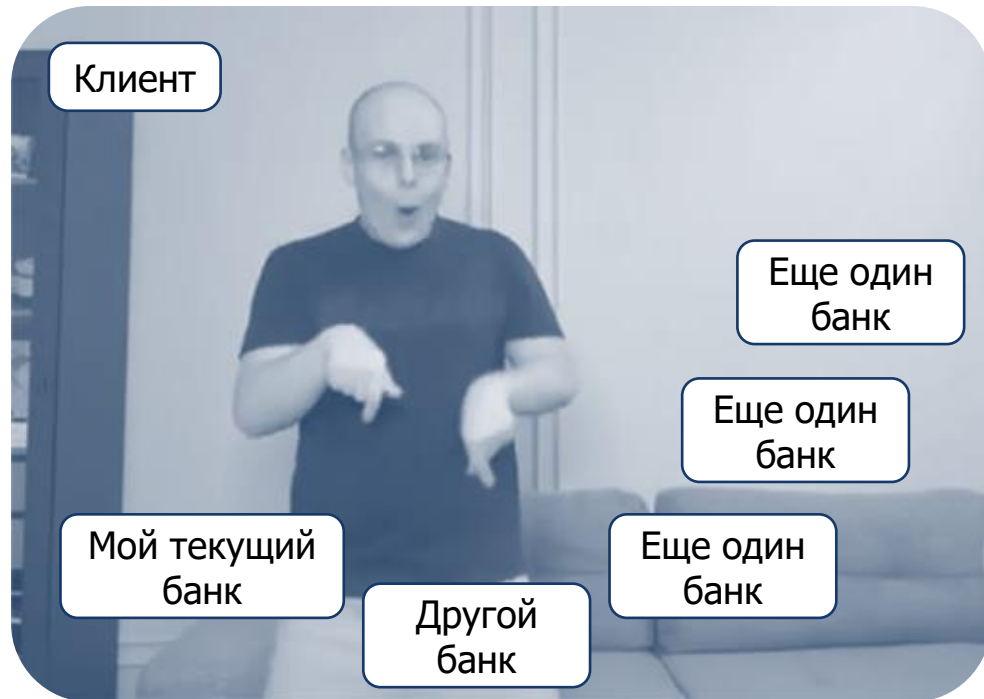 Клиент
Еще один
банк
Еще один
банк
Мой текущий
банк
Еще один
банк
Другой
банк